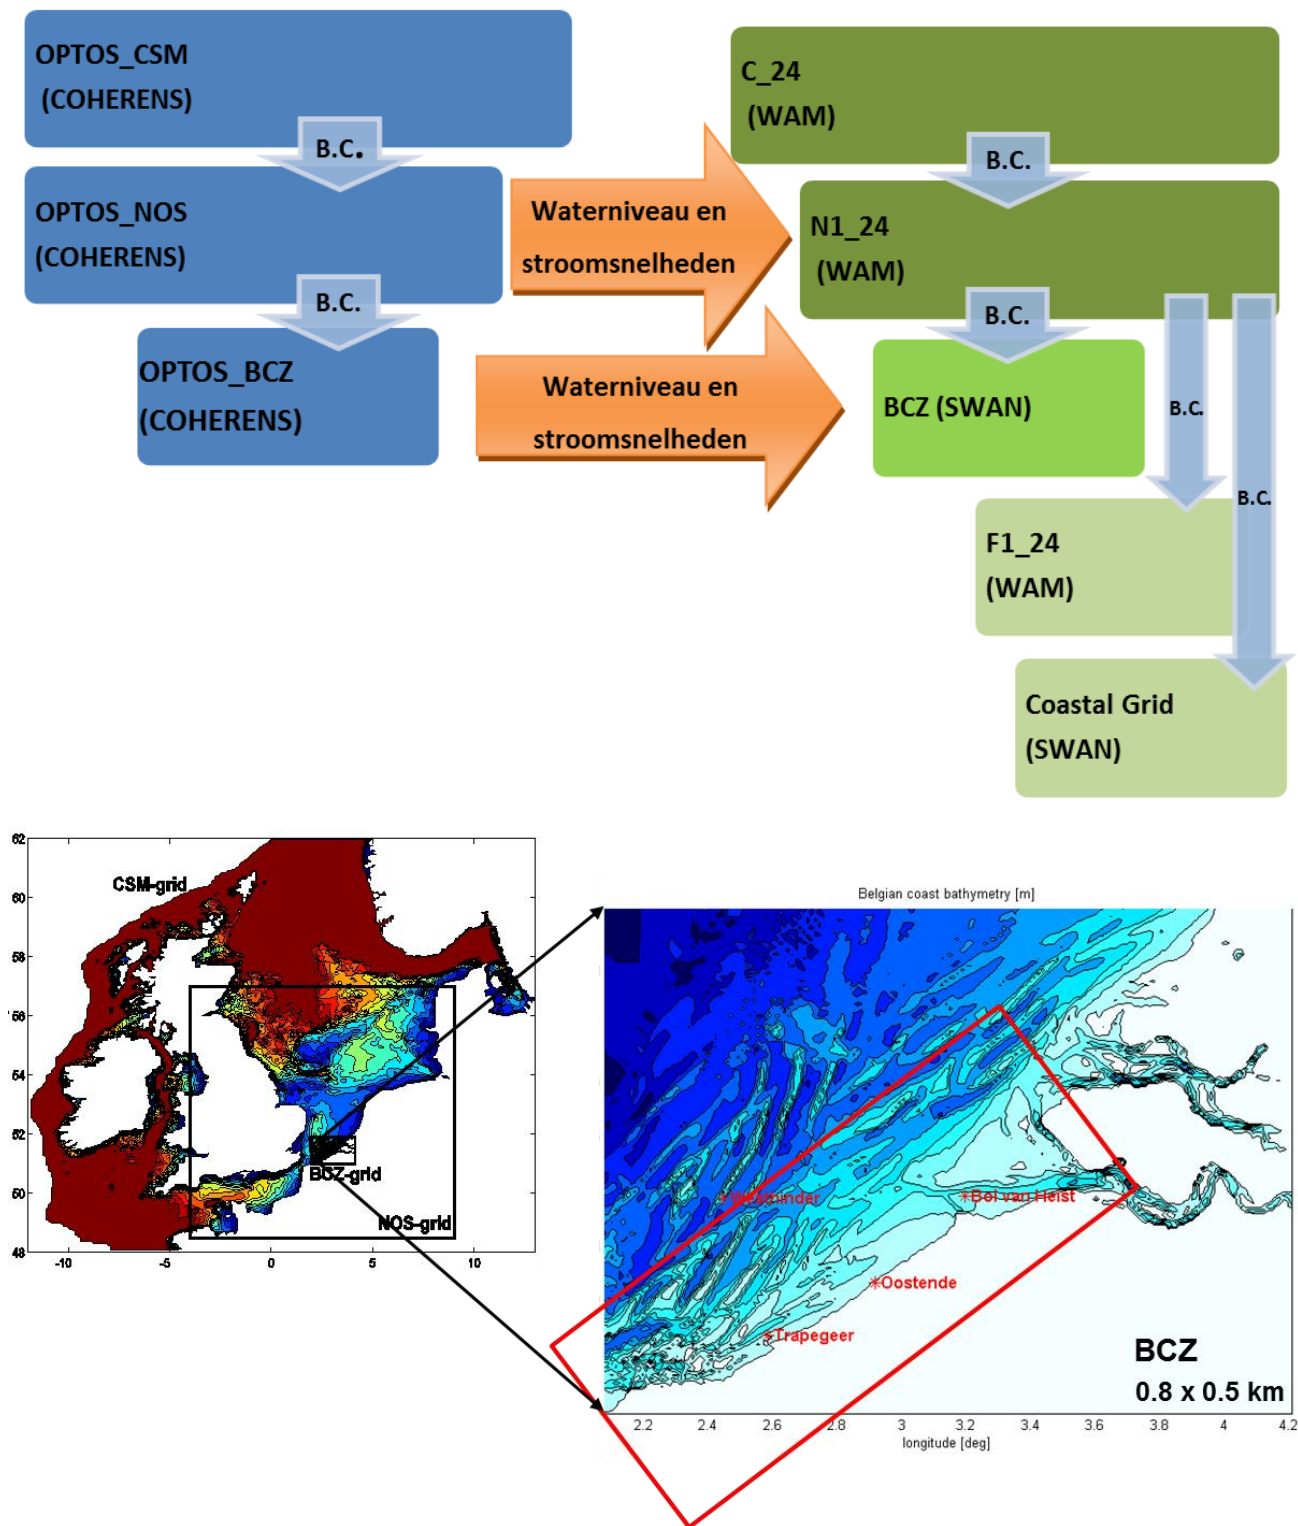 OPTOS_CSM
(COHERENS)
B.C.
OPTOS_NOS
(COHERENS)
B.C.
OPTOS_BCZ
(COHERENS)
Waterniveau en
stroomsnelheden
Waterniveau en
stroomsnelheden
C_24
(WAM)
B.C.
N1_24
(WAM)
B.C.
BCZ (SWAN)
B.C.
B.C.
F1_24
(WAM)
Coastal Grid
(SWAN)
62
60
58
56
54
52
50
48
-10
-5
0
5
10
CSM-grid
BCZ-grid
NOS-grid
Belgian coast bathymetry [m]
Westhinder
Bol van Heist
Oostende
Trapegeer
BCZ
0.8 x 0.5 km
2.2
2.4
2.6
2.8
3
3.2
3.4
3.6
3.8
4
4.2
longitude [deg]